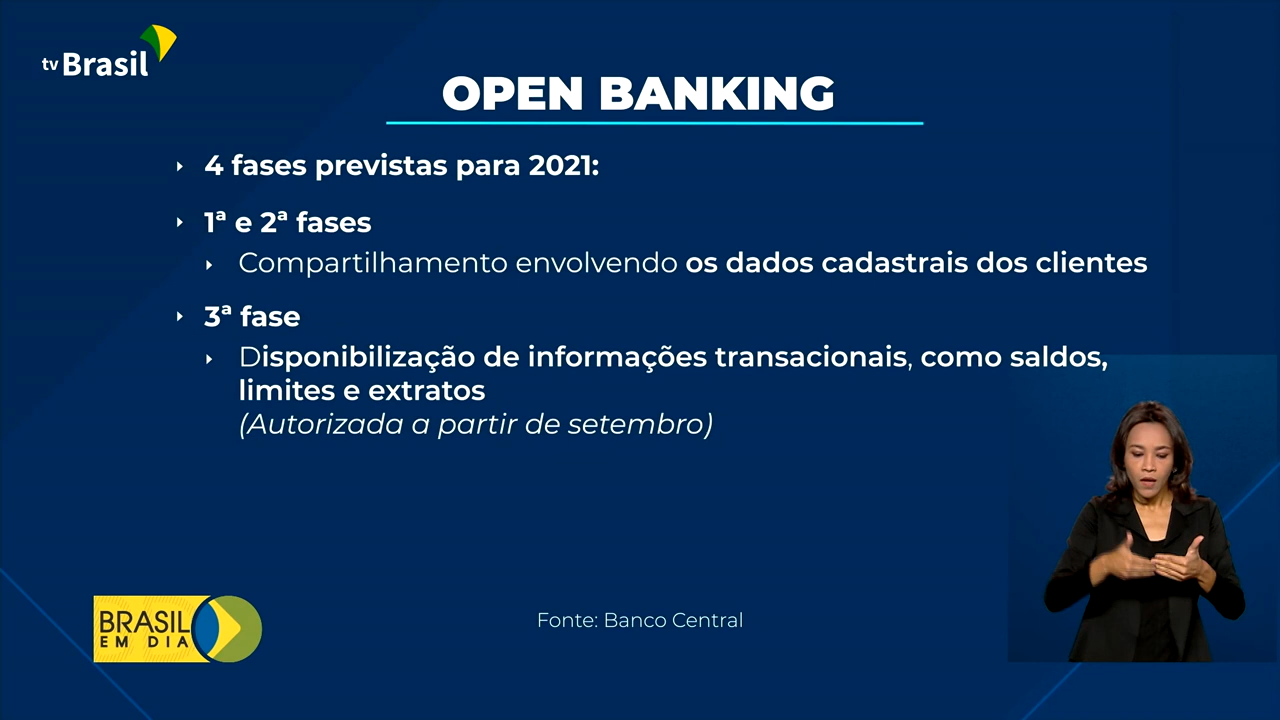 tv Brasil
OPEN BANKING
4 fases previstas para 2021:
1ª e 2ª fases
Compartilhamento envolvendo os dados cadastrais dos clientes
3ª fase
Disponibilização de informações transacionais, como saldos,
limites e extratos
(Autorizada a partir de setembro)
BRASIL
EM DIA
Fonte: Banco Central